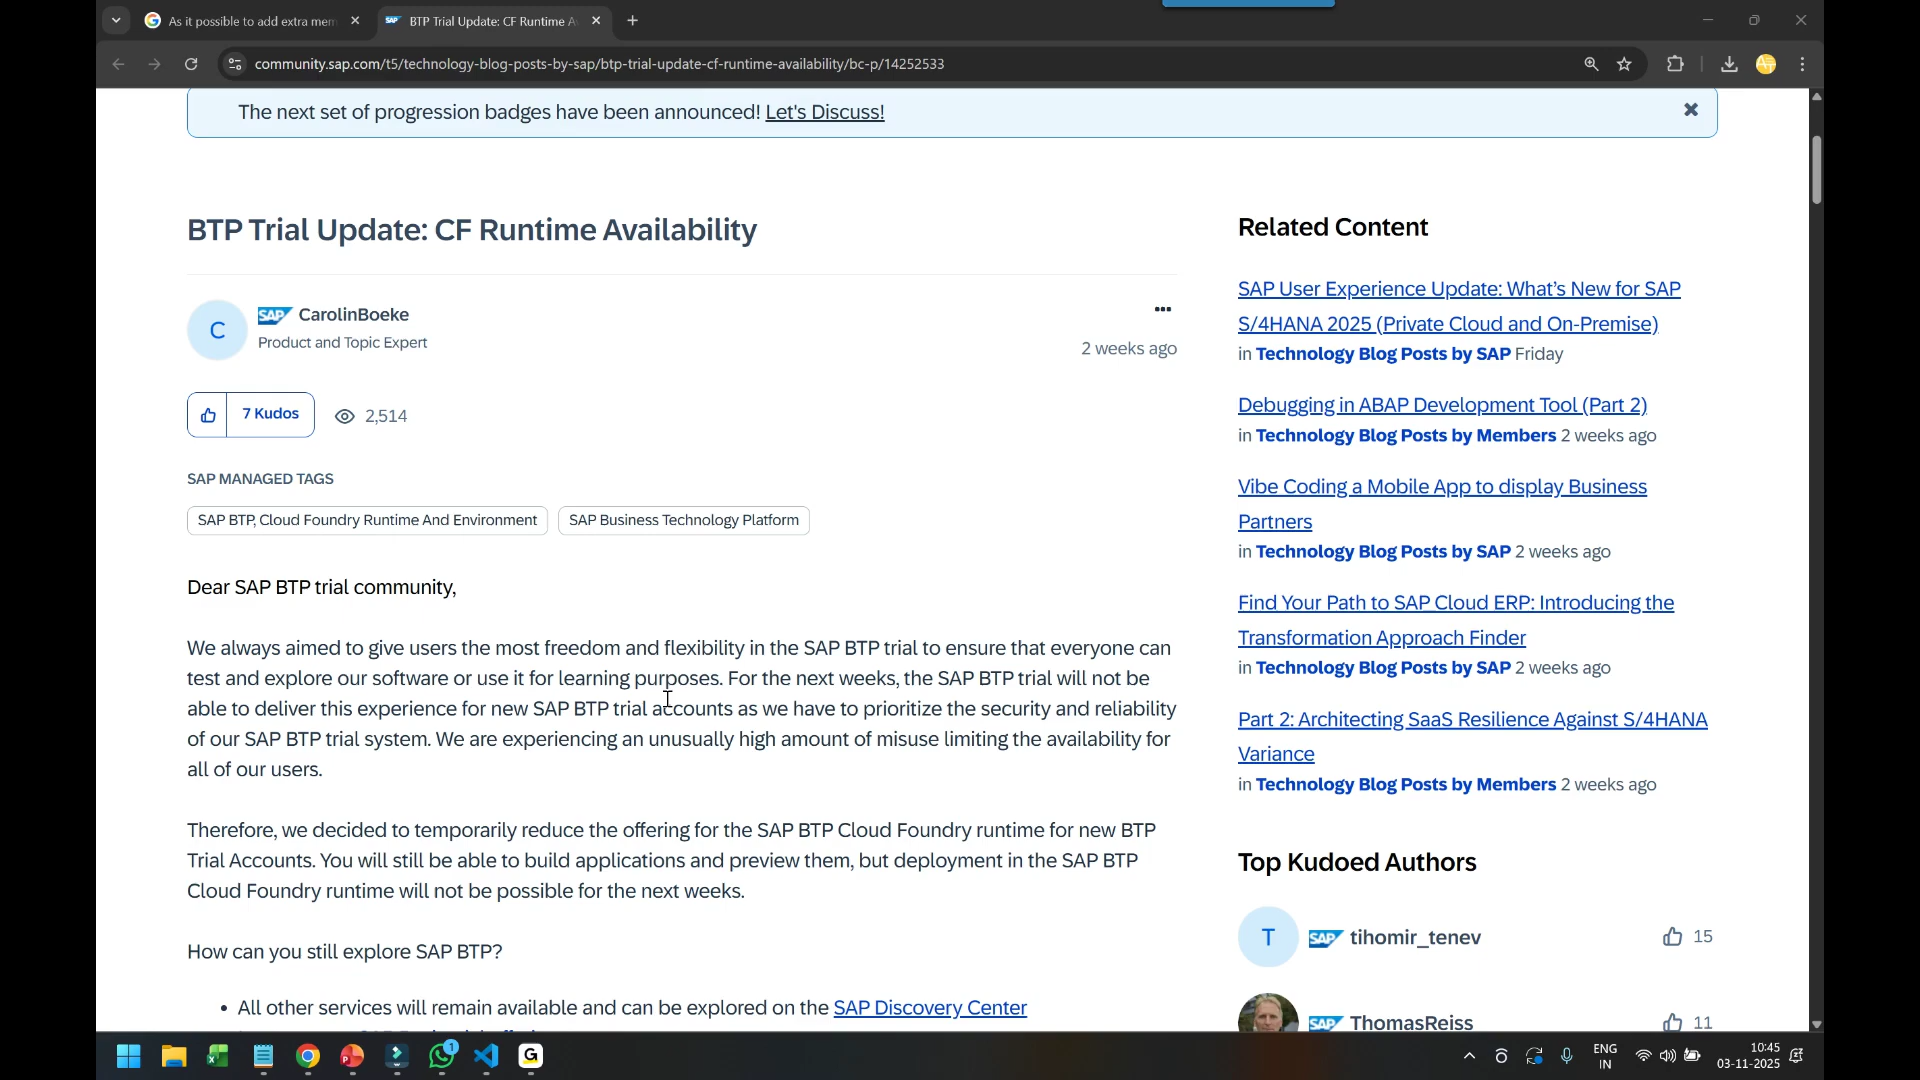 As it possible to add extra mem
BTP Trial Update: CF Runtime Av
community.sap.com/t5/technology-blog-posts-by-sap/btp-trial-update-cf-runtime-availability/bc-p/14252533
The next set of progression badges have been announced! Let's Discuss!
BTP Trial Update: CF Runtime Availability
C
SAP CarolinBoeke
Product and Topic Expert
2 weeks ago
7 Kudos
2,514
SAP MANAGED TAGS
SAP BTP, Cloud Foundry Runtime And Environment
SAP Business Technology Platform
Dear SAP BTP trial community,
We always aimed to give users the most freedom and flexibility in the SAP BTP trial to ensure that everyone can
test and explore our software or use it for learning purposes. For the next weeks, the SAP BTP trial will not be
able to deliver this experience for new SAP BTP trial accounts as we have to prioritize the security and reliability
of our SAP BTP trial system. We are experiencing an unusually high amount of misuse limiting the availability for
all of our users.
Therefore, we decided to temporarily reduce the offering for the SAP BTP Cloud Foundry runtime for new BTP
Trial Accounts. You will still be able to build applications and preview them, but deployment in the SAP BTP
Cloud Foundry runtime will not be possible for the next weeks.
How can you still explore SAP BTP?
• All other services will remain available and can be explored on the SAP Discovery Center
Related Content
SAP User Experience Update: What's New for SAP
S/4HANA 2025 (Private Cloud and On-Premise)
in Technology Blog Posts by SAP Friday
Debugging in ABAP Development Tool (Part 2)
in Technology Blog Posts by Members 2 weeks ago
Vibe Coding a Mobile App to display Business
Partners
in Technology Blog Posts by SAP 2 weeks ago
Find Your Path to SAP Cloud ERP: Introducing the
Transformation Approach Finder
in Technology Blog Posts by SAP 2 weeks ago
Part 2: Architecting SaaS Resilience Against S/4HANA
Variance
in Technology Blog Posts by Members 2 weeks ago
Top Kudoed Authors
T
SAP tihomir_tenev
15
SAP ThomasReiss
11
1
G
ENG
IN
10:45
03-11-2025